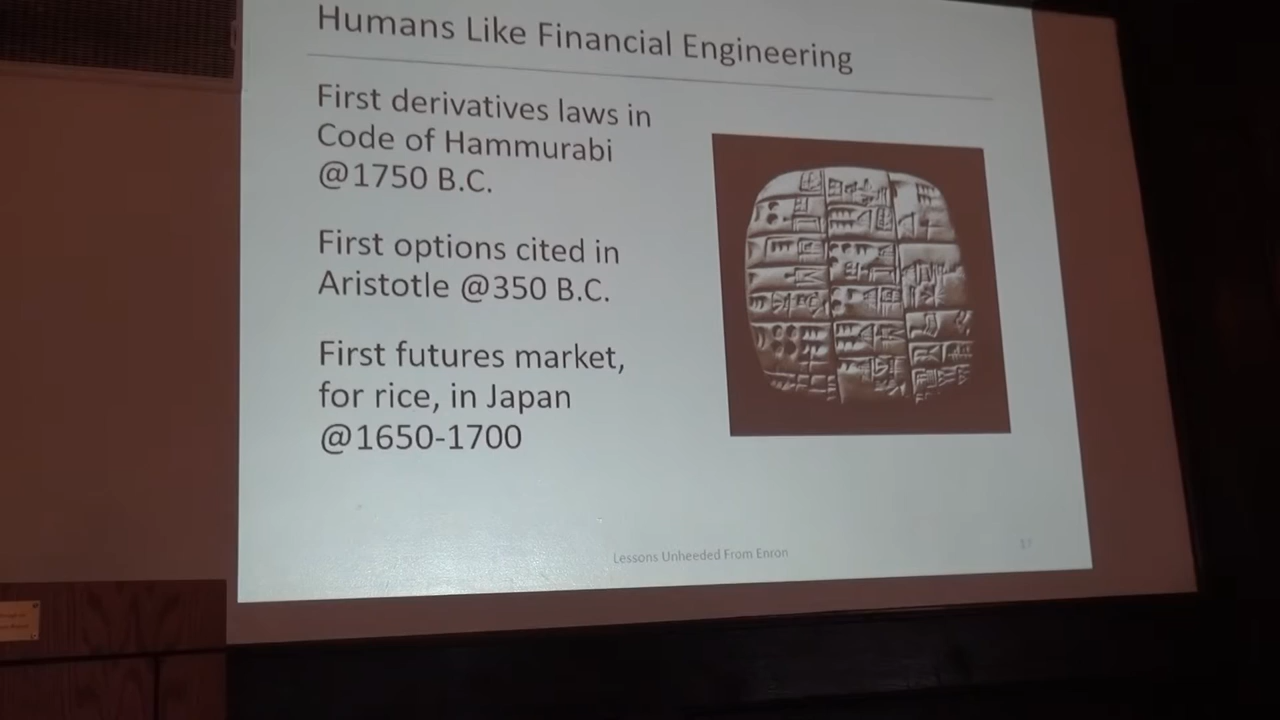 Humans Like Financial Engineering
First derivatives laws in
Code of Hammurabi
@1750 B.C.
First options cited in
Aristotle @350 B.C.
First futures market,
for rice, in Japan
@1650-1700
Lessons Unheeded From Enron